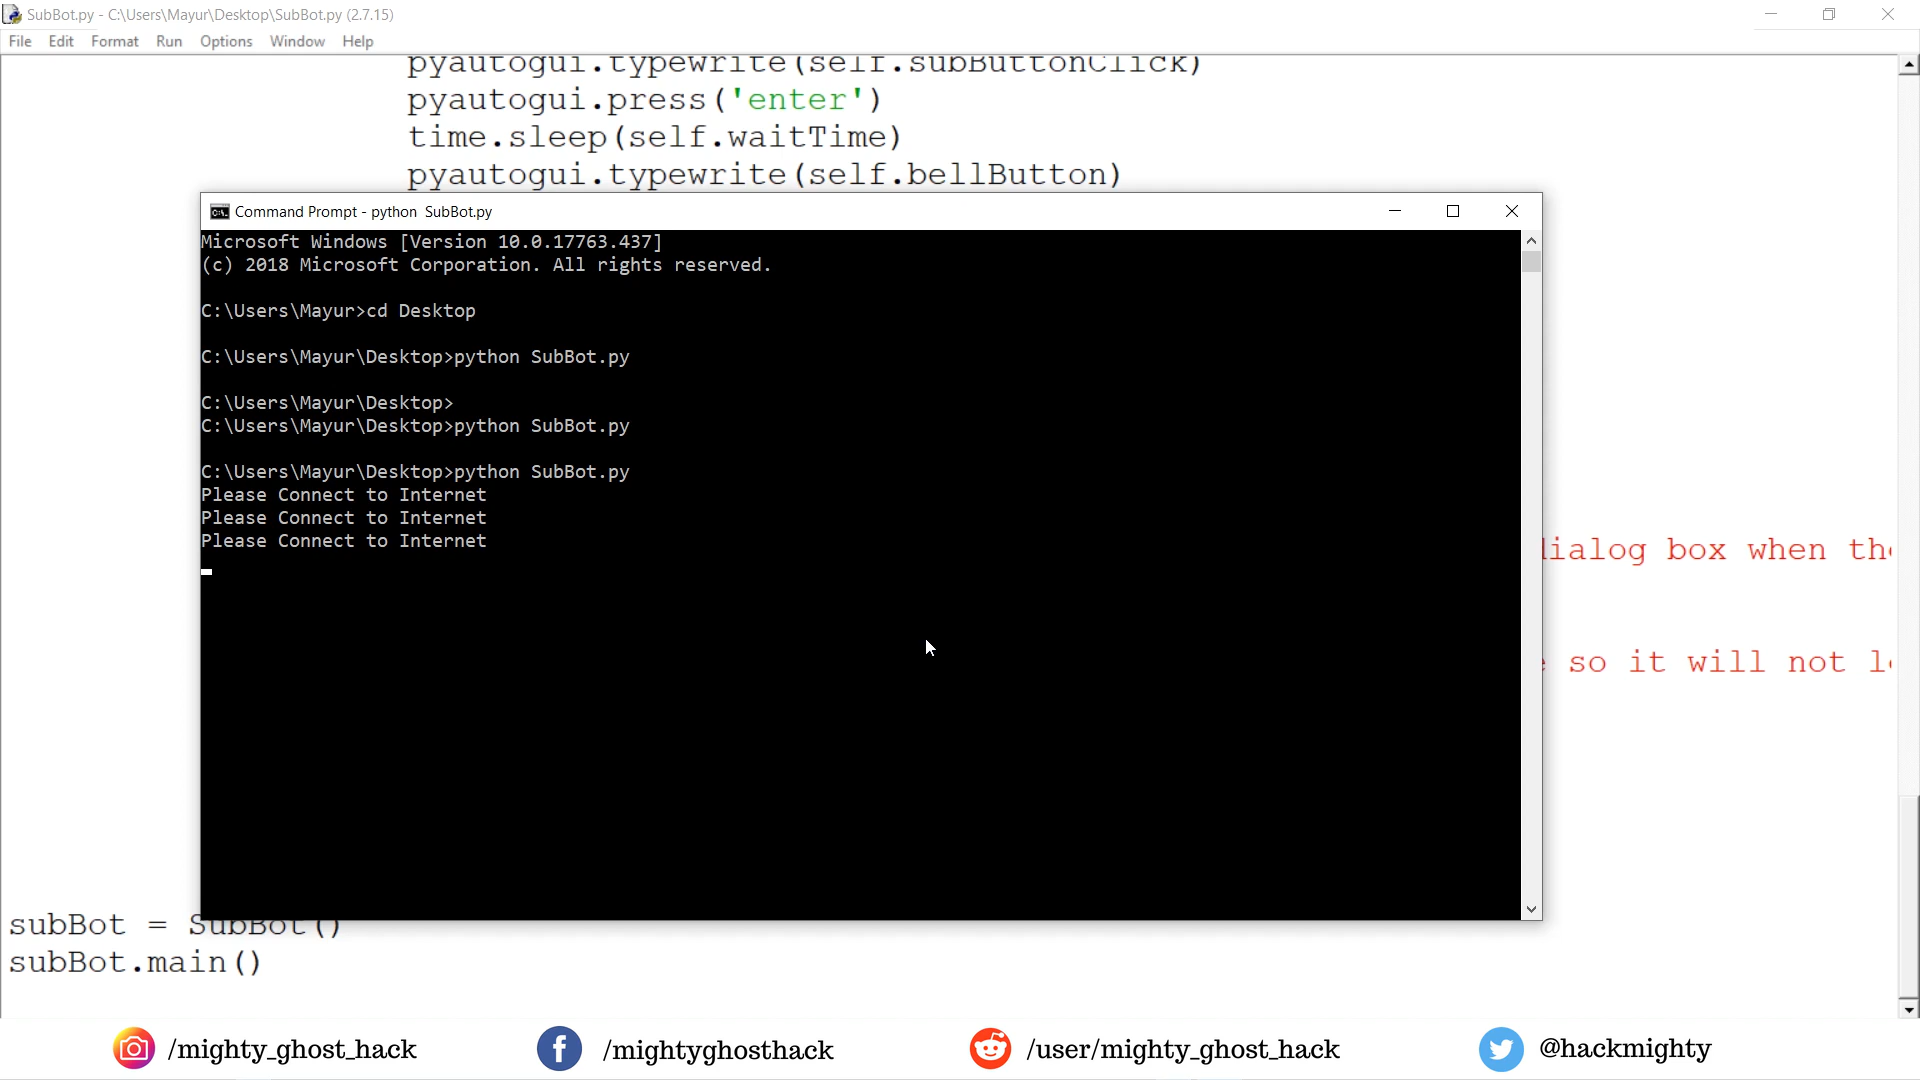 SubBot.py - C:\Users\Mayur\Desktop\SubBot.py (2.7.15)
File Edit Format Run Options Window Help
pyautogui.typewrite(self.subButtonClick)
pyautogui.press('enter')
time.sleep(self.waitTime)
pyautogui.typewrite(self.bellButton)
Command Prompt - python  SubBot.py
Microsoft Windows [Version 10.0.17763.437]
(c) 2018 Microsoft Corporation. All rights reserved.
C:\Users\Mayur>cd Desktop
C:\Users\Mayur\Desktop>python SubBot.py
C:\Users\Mayur\Desktop>
C:\Users\Mayur\Desktop>python SubBot.py
C:\Users\Mayur\Desktop>python SubBot.py
Please Connect to Internet
Please Connect to Internet
Please Connect to Internet
dialog box when the
so it will not
subBot = SubBot()
subBot.main()
/mighty_ghost_hack
/mightyghosthack
/user/mighty_ghost_hack
@hackmighty